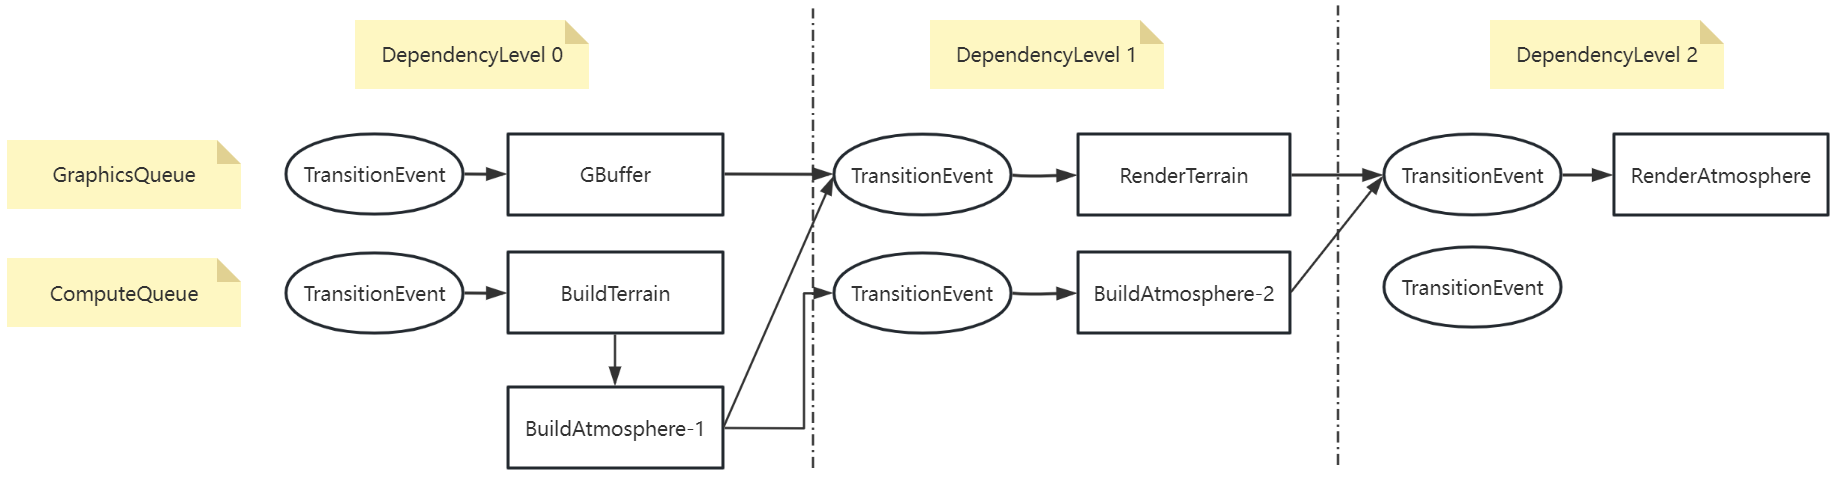 DependencyLevel 0
DependencyLevel 1
DependencyLevel 2
GraphicsQueue
TransitionEvent
GBuffer
TransitionEvent
RenderTerrain
TransitionEvent
RenderAtmosphere
ComputeQueue
TransitionEvent
BuildTerrain
TransitionEvent
BuildAtmosphere-2
TransitionEvent
BuildAtmosphere-1